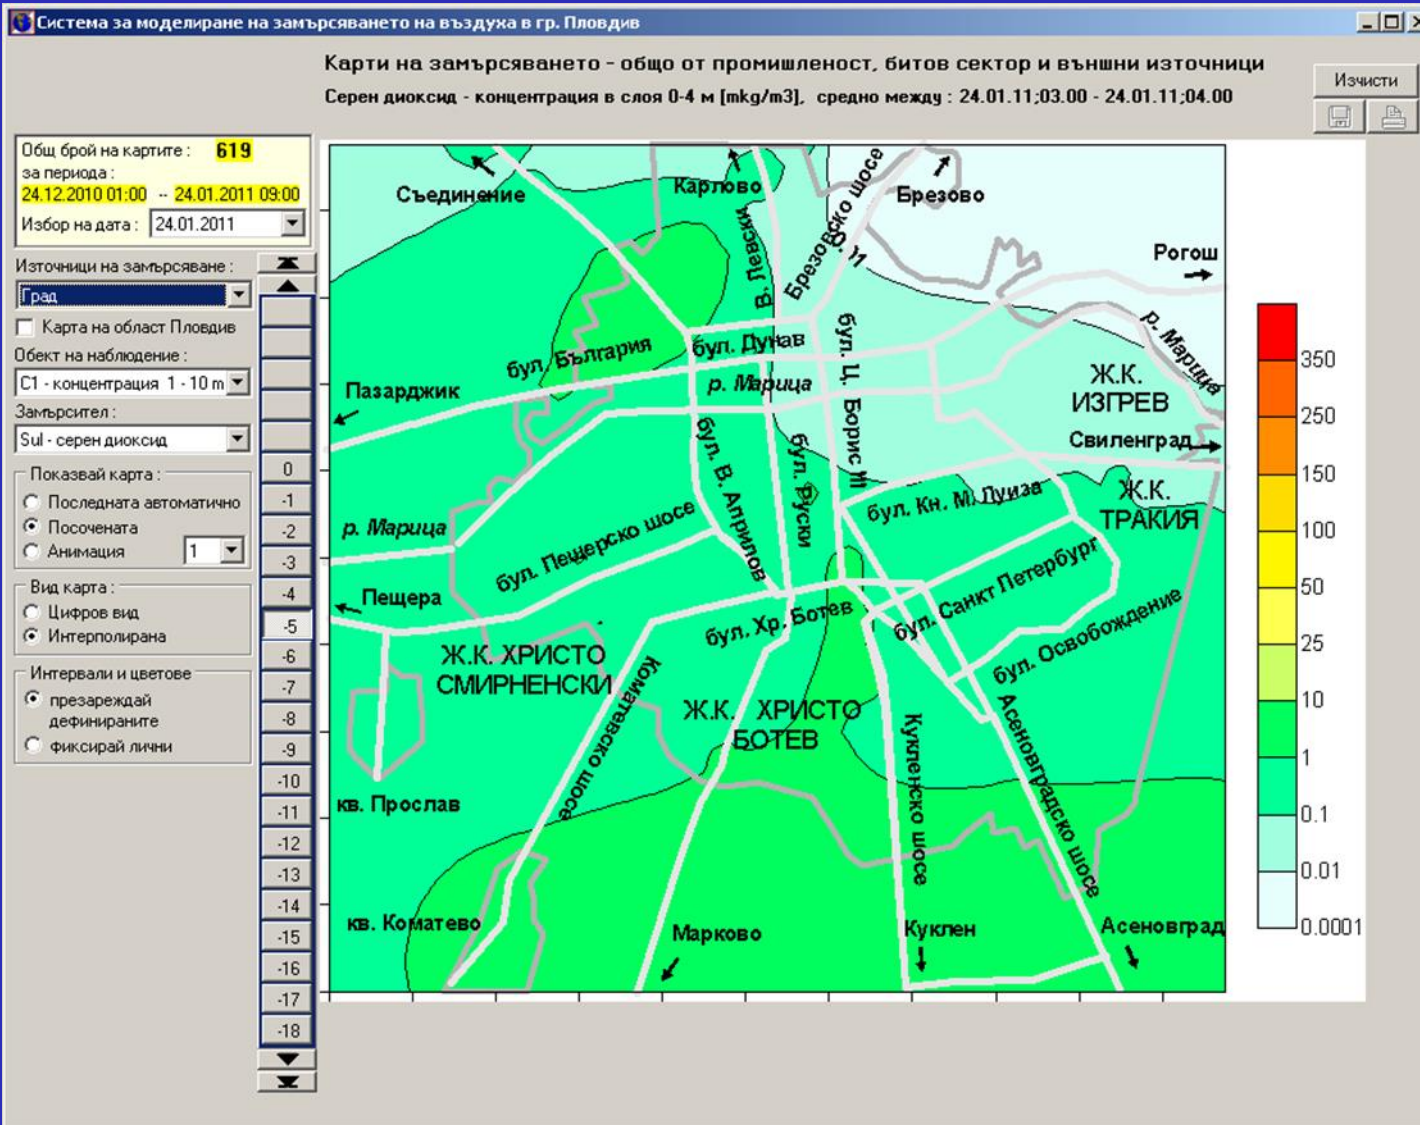 Система за моделиране на замърсяването на въздуха в гр. Пловдив
Карти на замърсяването - общо от промишленост, битов сектор и външни източници
Серен диоксид - концентрация в слоя 0-4 м [mkg/m3], средно между : 24.01.11;03.00 - 24.01.11;04.00
Изчисти
Общ брой на картите : 619
за периода :
24.12.2010 01:00 -- 24.01.2011 09:00
Избор на дата : 24.01.2011
Източници на замърсяване :
Град
Карта на област Пловдив
Обект на наблюдение :
C1 - концентрация 1 - 10 m
Замърсител :
Sul - серен диоксид
Показвай карта :
Последната автоматично
Посочената
Анимация 1
Вид карта :
Цифров вид
Интерполирана
Интервали и цветове
презареждай
дефинираните
фиксирай лични
0
-1
-2
-3
-4
-5
-6
-7
-8
-9
-10
-11
-12
-13
-14
-15
-16
-17
-18
Съединение
Карлово
Брезово
Брезовско шосе
В. Левски
Рогош
р. Марица
бул. България
бул. Дунав
р. Марица
бул. Ц. Борис III
Ж.К.
ИЗГРЕВ
Пазарджик
Свиленград
бул. В. Априлов
бул. Руски
бул. Кн. М. Луиза
Ж.К.
ТРАКИЯ
р. Марица
бул. Пещерско шосе
Пещера
бул. Хр. Ботев
бул. Санкт Петербург
бул. Освобождение
Ж.К. ХРИСТО
СМИРНЕНСКИ
Коматевско шосе
Ж.К. ХРИСТО
БОТЕВ
Кукленско шосе
Асеновградско шосе
кв. Прослав
кв. Коматево
Марково
Куклен
Асеновград
350
250
150
100
50
25
10
1
0.1
0.01
0.0001